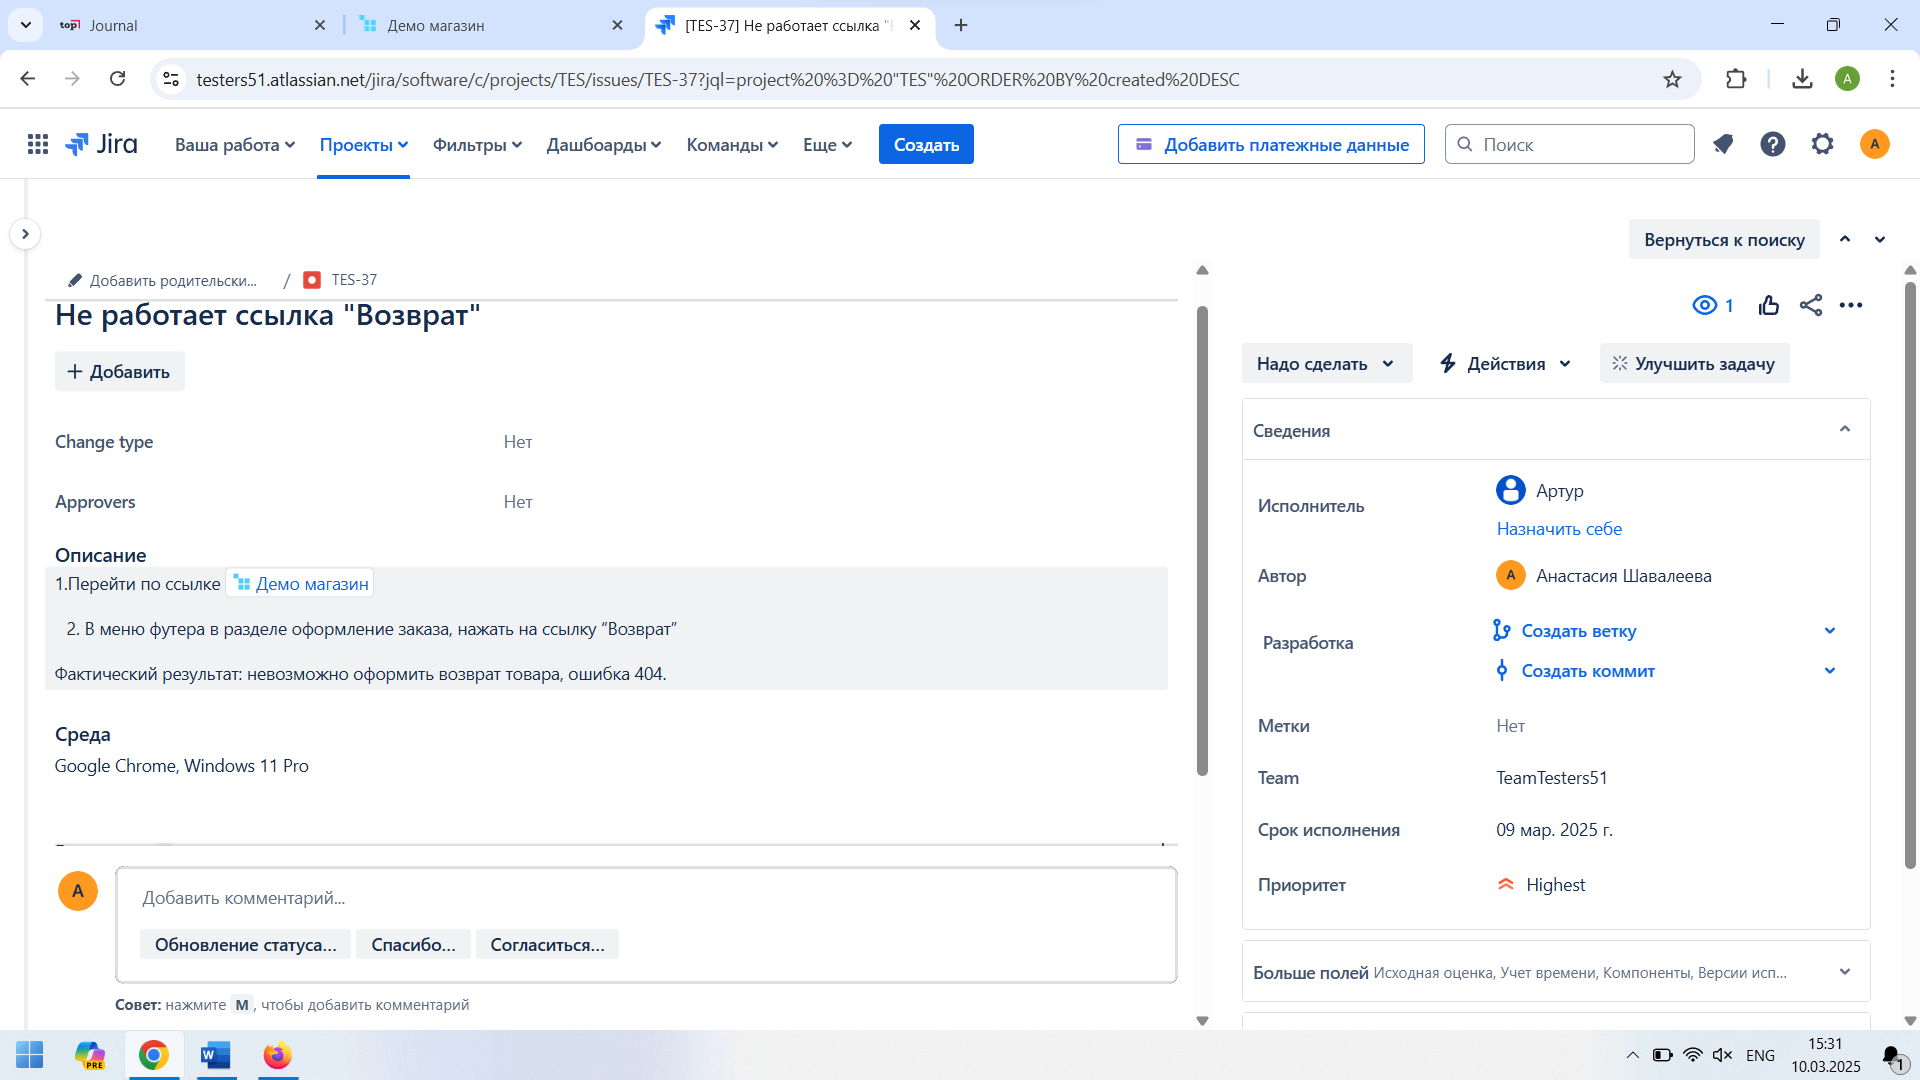 top1 Journal
Демо магазин
[TES-37] Не работает ссылка "
testers51.atlassian.net/jira/software/c/projects/TES/issues/TES-37?jql=project%20%3D%20"TES"%20ORDER%20BY%20created%20DESC
A
Jira
Ваша работа
Проекты
Фильтры
Дашборды
Команды
Еще
Создать
Добавить платежные данные
Поиск
A
Вернуться к поиску
Добавить родительски... / TES-37
Не работает ссылка "Возврат"
+ Добавить
Change type Нет
Approvers Нет
Описание
1.Перейти по ссылке Демо магазин
2. В меню футера в разделе оформление заказа, нажать на ссылку “Возврат”
Фактический результат: невозможно оформить возврат товара, ошибка 404.
Среда
Google Chrome, Windows 11 Pro
A
Добавить комментарий...
Обновление статуса... Спасибо... Согласиться...
Совет: нажмите M, чтобы добавить комментарий
1
Надо сделать
Действия
Улучшить задачу
Сведения
Исполнитель Артур
Назначить себе
Автор А Анастасия Шавалеева
Разработка
Создать ветку
Создать коммит
Метки Нет
Team TeamTesters51
Срок исполнения 09 мар. 2025 г.
Приоритет Highest
Больше полей Исходная оценка, Учет времени, Компоненты, Версии исп...
PRE
W
ENG
15:31
10.03.2025
1